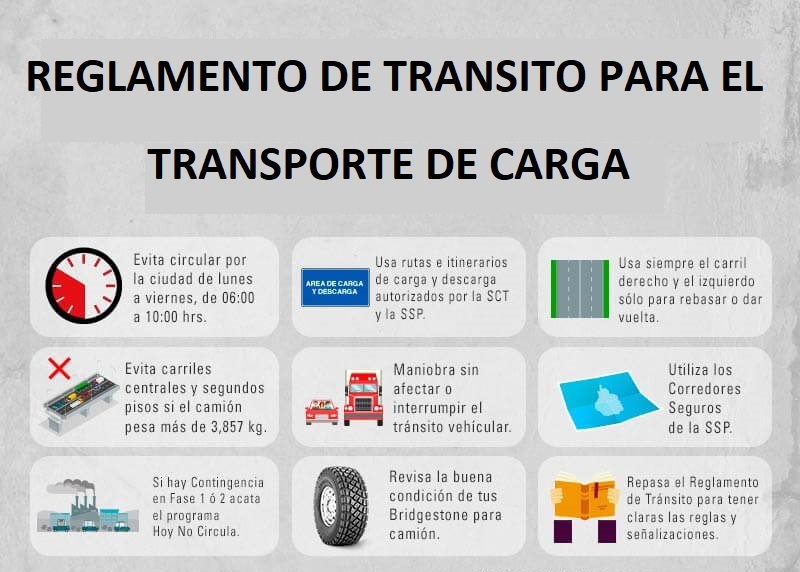 REGLAMENTO DE TRANSITO PARA EL
TRANSPORTE DE CARGA
Evita circular por
la ciudad de lunes
a viernes, de 06:00
a 10:00 hrs.
AREA DE CARGA
Y DESCARGA
Usa rutas e itinerarios
de carga y descarga
autorizados por la SCT
y la SSP.
Usa siempre el carril
derecho y el izquierdo
sólo para rebasar o dar
vuelta.
Evita carriles
centrales y segundos
pisos si el camión
pesa más de 3,857 kg.
Maniobra sin
afectar o
interrumpir el
tránsito vehícular.
Utiliza los
Corredores
Seguros
de la SSP.
Si hay Contingencia
en Fase 1 ó 2 acata
el programa
Hoy No Circula.
Revisa la buena
condición de tus
Bridgestone para
camión.
Repasa el Reglamento
de Tránsito para tener
claras las reglas y
señalizaciones.